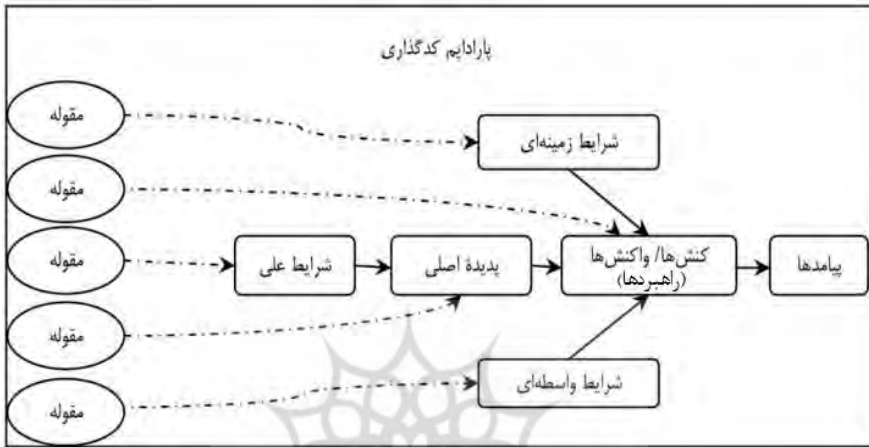 پارادایم کدگذاری
مقوله
شرایط زمینه‌ای
مقوله
مقوله
شرایط علی
پدیدهٔ اصلی
کنش‌ها/ واکنش‌ها
(راهبردها)
پیامدها
مقوله
شرایط واسطه‌ای
مقوله